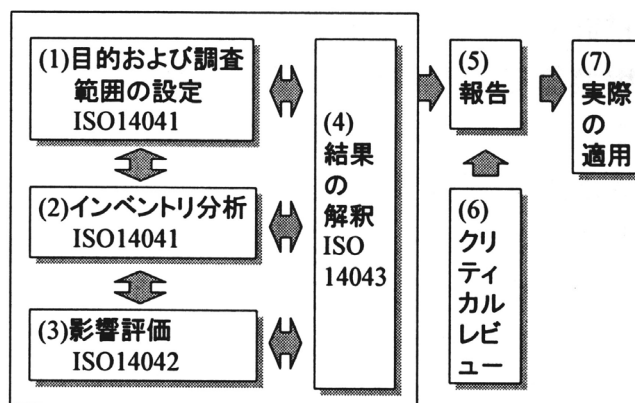 (1)目的および調査
範囲の設定
ISO14041
(2)インベントリ分析
ISO14041
(3)影響評価
ISO14042
(4)
結果
の
解釈
ISO
14043
(5)
報告
(6)
クリ
ティ
カル
レビ
ュー
(7)
実際
の
適用